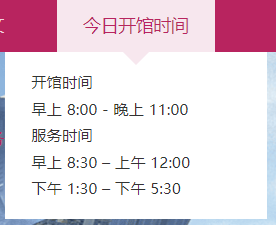 今日开馆时间
开馆时间
早上 8:00 - 晚上 11:00
服务时间
早上 8:30 – 上午 12:00
下午 1:30 – 下午 5:30